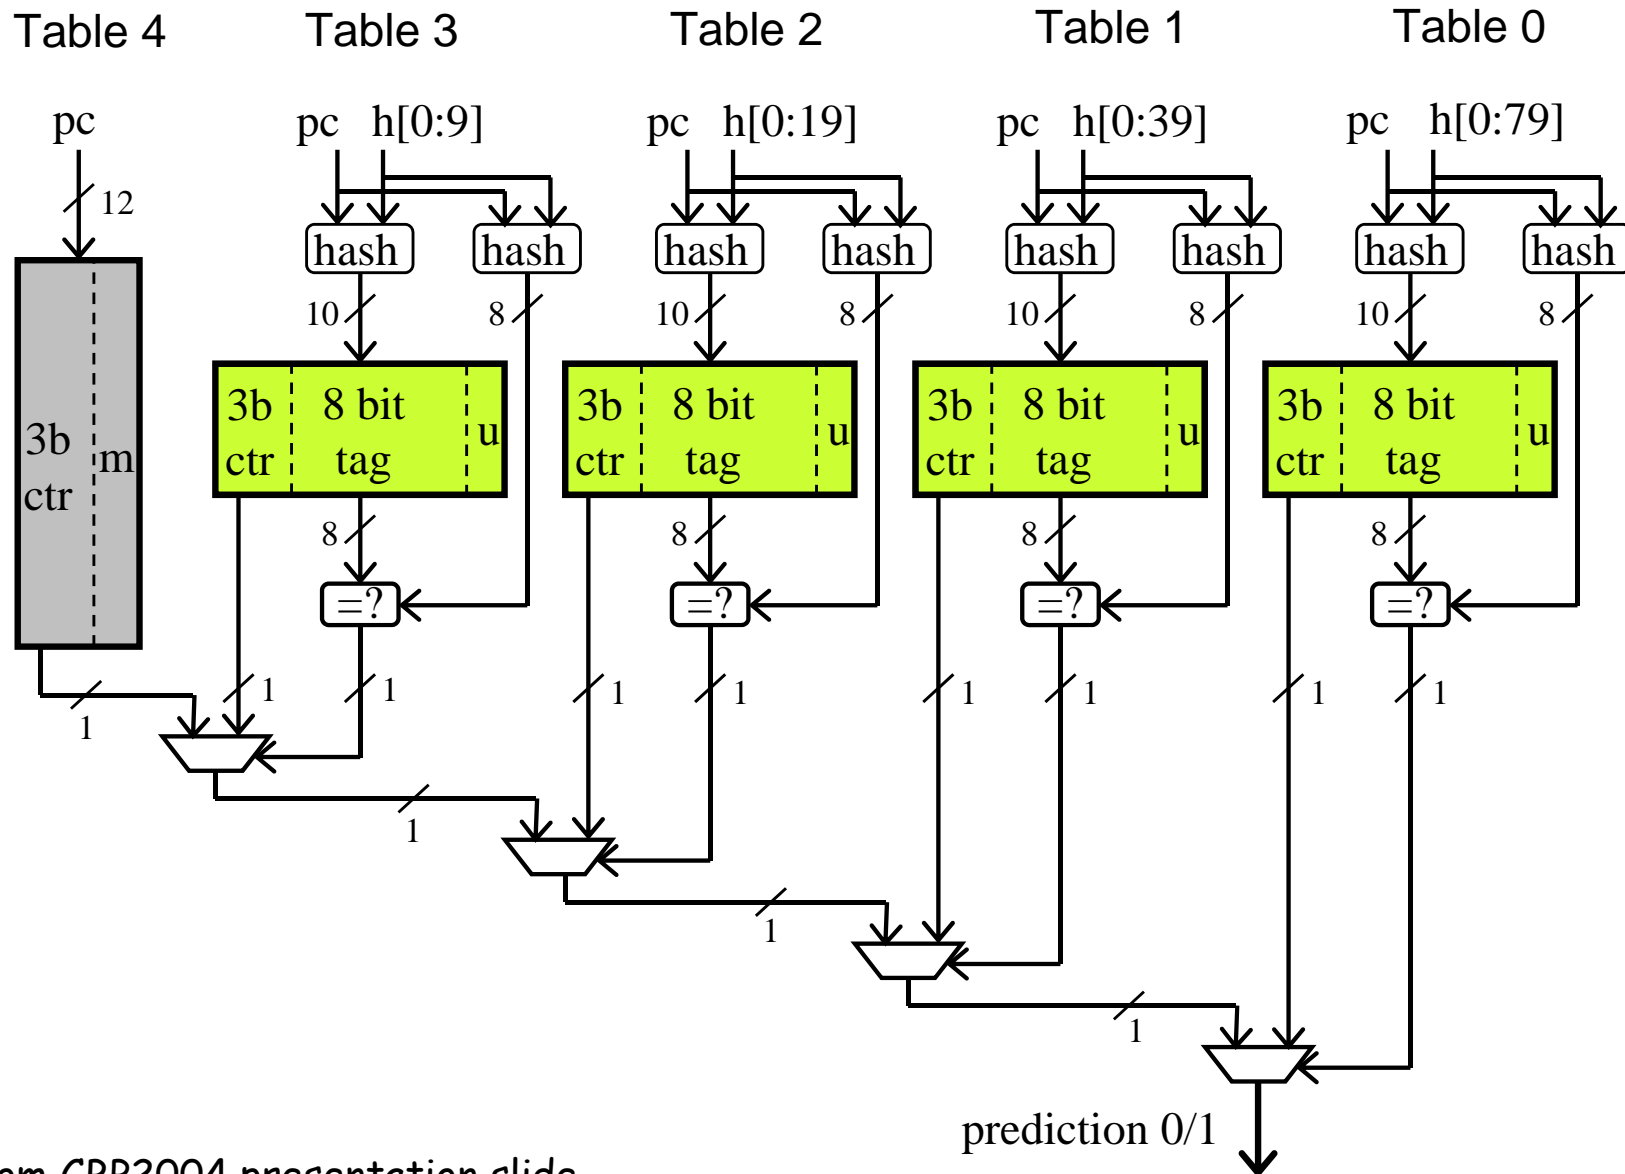 Table 4 Table 3 Table 2 Table 1 Table 0
pc pc h[0:9] pc h[0:19] pc h[0:39] pc h[0:79]
12
hash hash hash hash hash hash hash hash
10 8 10 8 10 8 10 8
3b ctr m
3b ctr 8 bit tag u
3b ctr 8 bit tag u
3b ctr 8 bit tag u
3b ctr 8 bit tag u
8 8 8 8
=? =? =? =?
1 1 1 1 1 1 1 1 1
1
1
1
prediction 0/1
CBP2004 presentation slide